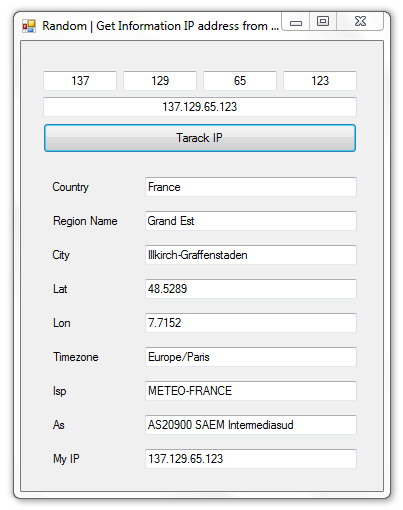 Random | Get Information IP address from ...
137 129 65 123
137.129.65.123
Tarack IP
Country France
Region Name Grand Est
City Illkirch-Graffenstaden
Lat 48.5289
Lon 7.7152
Timezone Europe/Paris
Isp METEO-FRANCE
As AS20900 SAEM Intermediasud
My IP 137.129.65.123